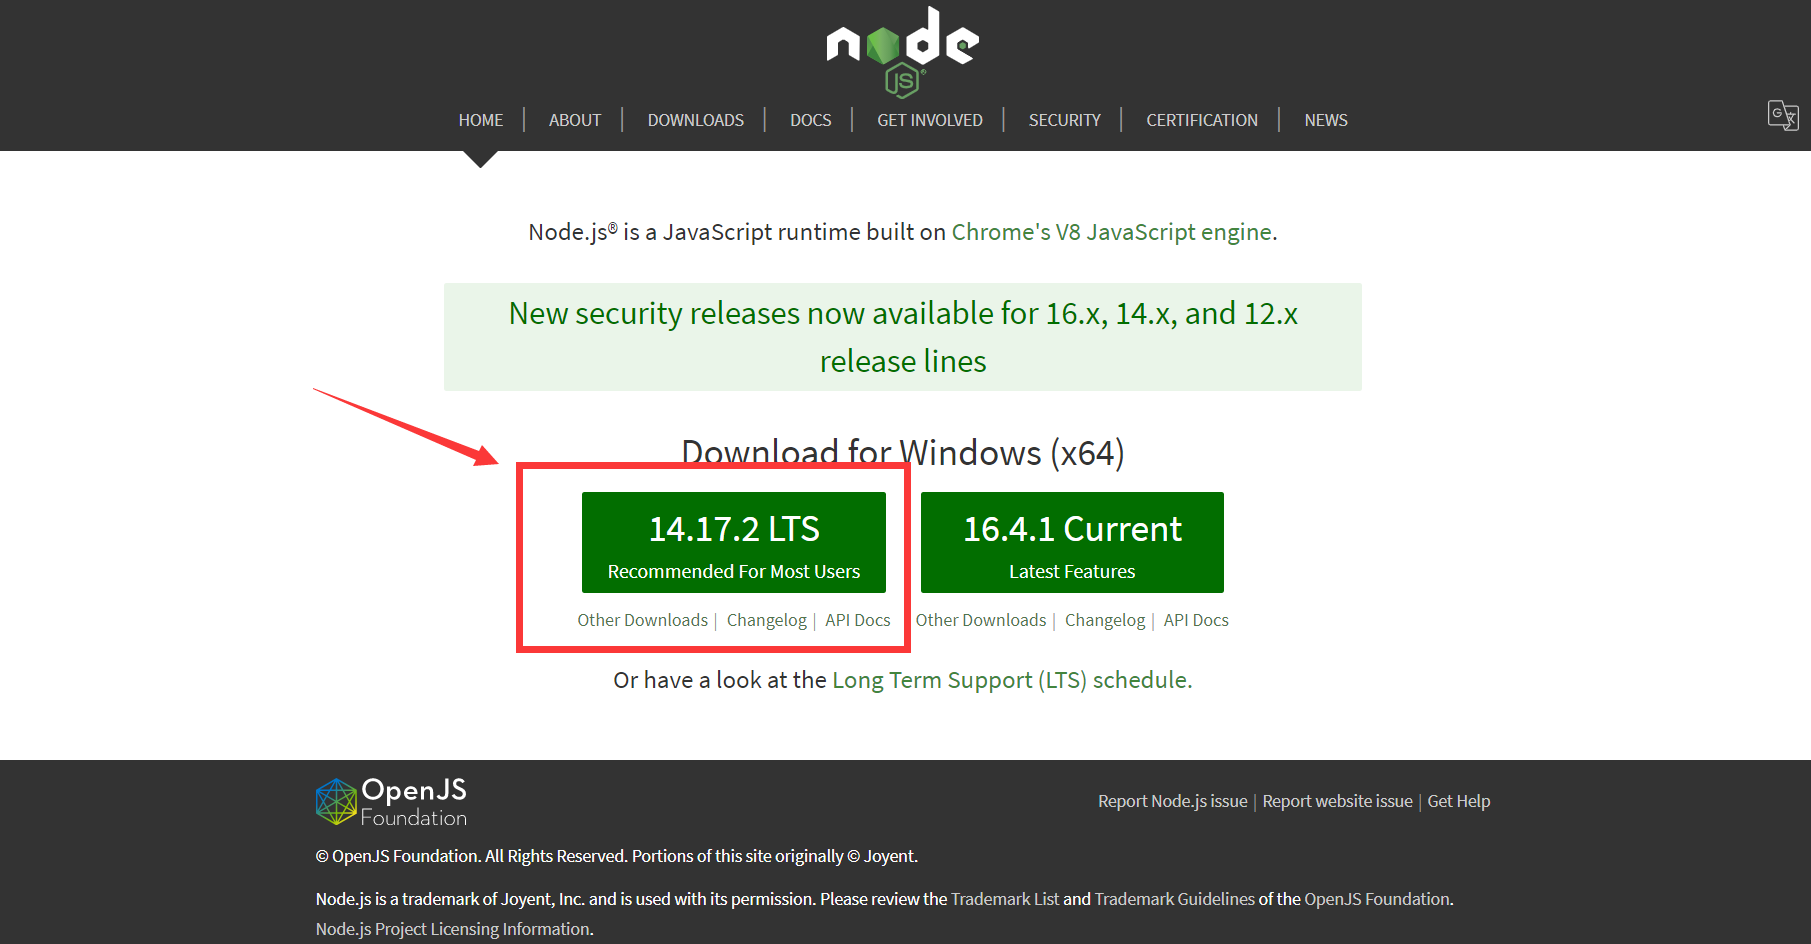 node
JS
HOME | ABOUT | DOWNLOADS | DOCS | GET INVOLVED | SECURITY | CERTIFICATION | NEWS
Node.js® is a JavaScript runtime built on Chrome's V8 JavaScript engine.
New security releases now available for 16.x, 14.x, and 12.x
release lines
Download for Windows (x64)
14.17.2 LTS
Recommended For Most Users
Other Downloads | Changelog | API Docs
16.4.1 Current
Latest Features
Other Downloads | Changelog | API Docs
Or have a look at the Long Term Support (LTS) schedule.
OpenJS
Foundation
Report Node.js issue | Report website issue | Get Help
© OpenJS Foundation. All Rights Reserved. Portions of this site originally © Joyent.
Node.js is a trademark of Joyent, Inc. and is used with its permission. Please review the Trademark List and Trademark Guidelines of the OpenJS Foundation.
Node.js Project Licensing Information.